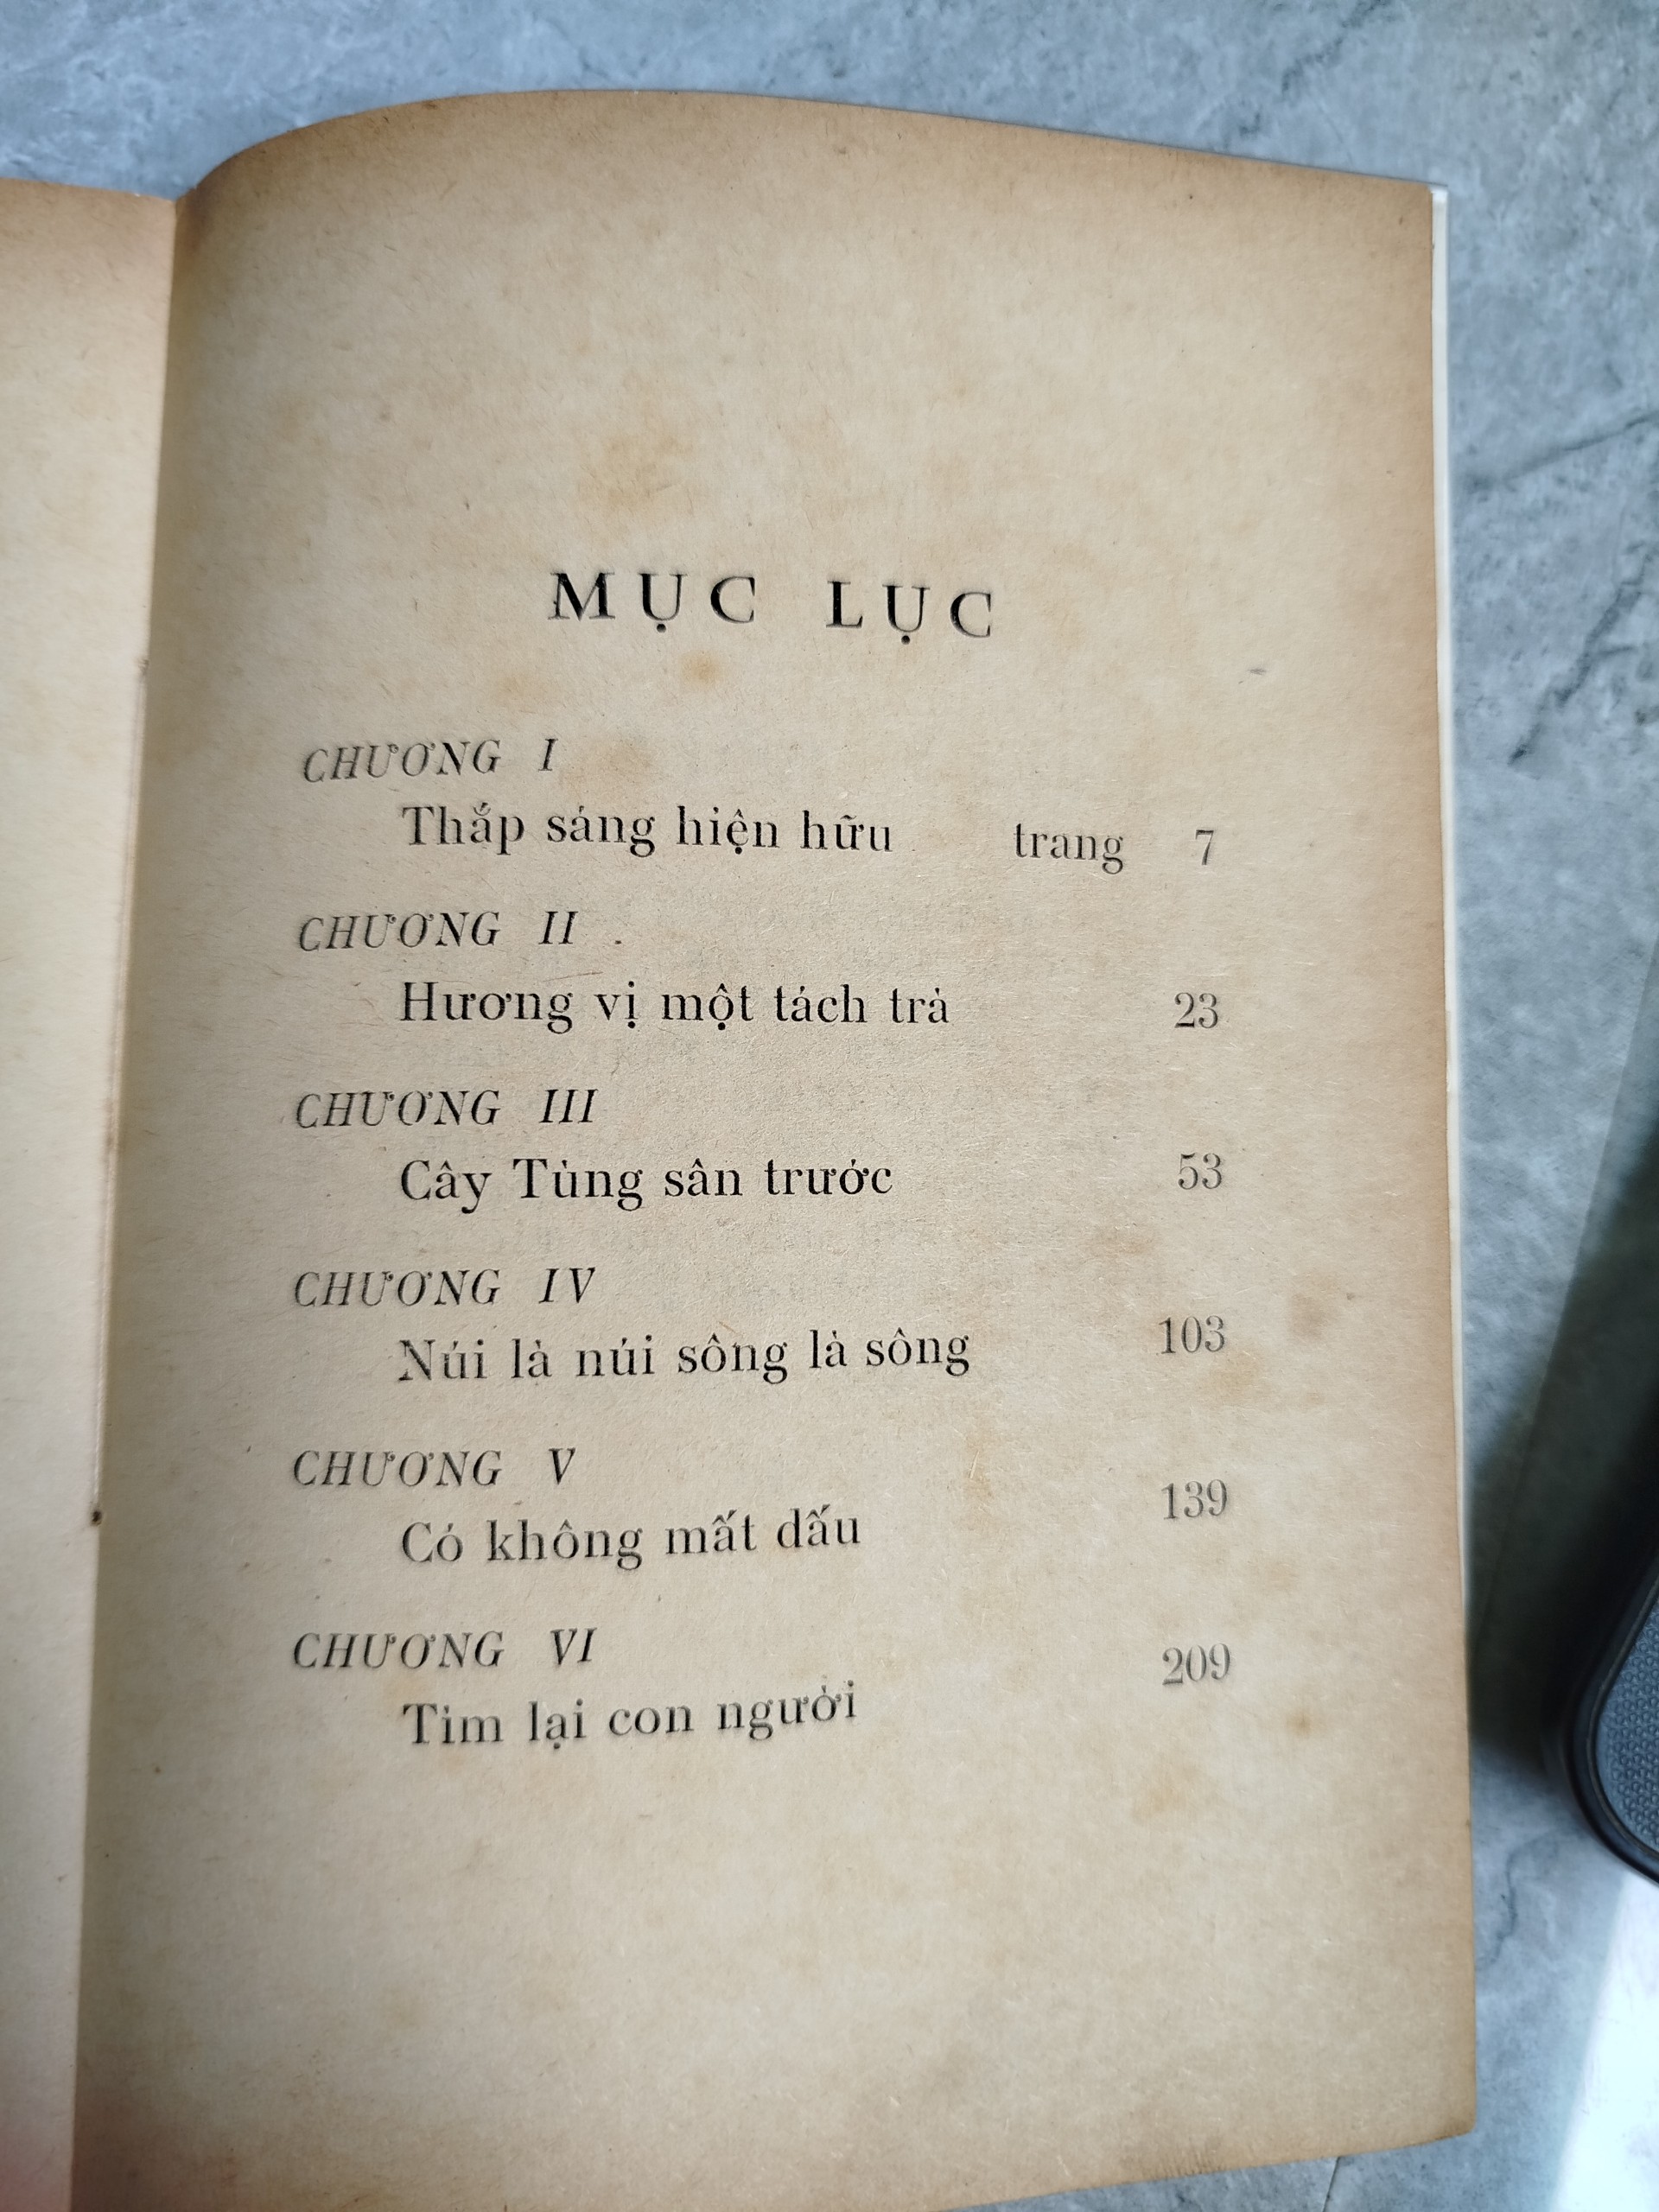 MỤC LỤC
CHƯƠNG I
Thắp sáng hiện hữu trang 7
CHƯƠNG II
Hương vị một tách trà 23
CHƯƠNG III
Cây Tùng sân trước 53
CHƯƠNG IV
Núi là núi sông là sông 103
CHƯƠNG V
Có không mất dấu 139
CHƯƠNG VI
Tìm lại con người 209